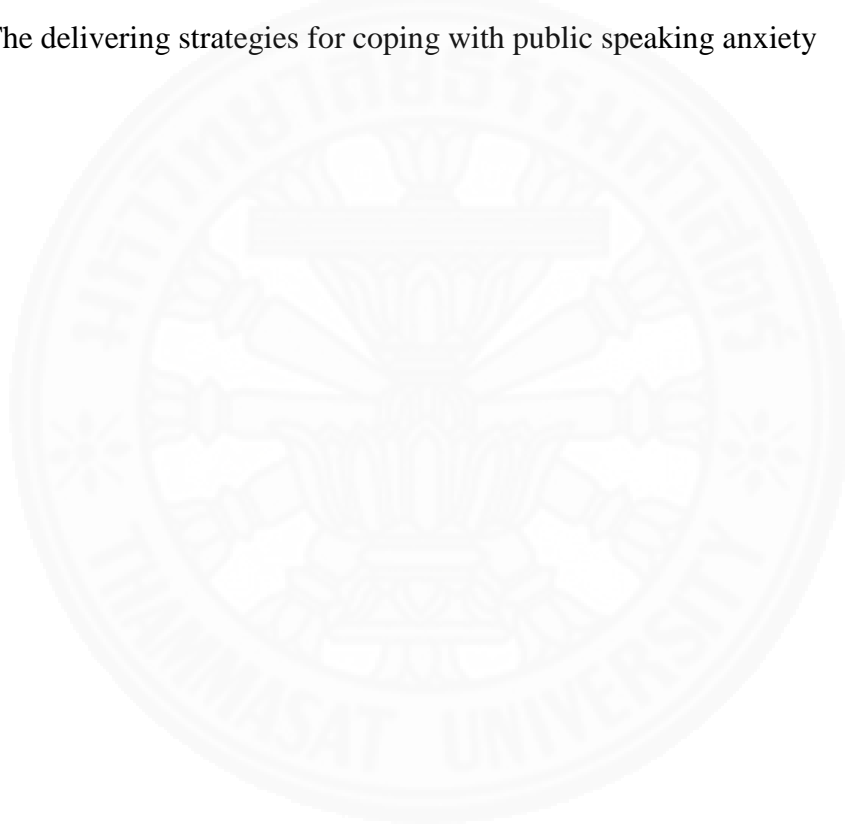 The delivering strategies for coping with public speaking anxiety
มหาวิทยาลัยธรรมศาสตร์
THAMMASAT UNIVERSITY